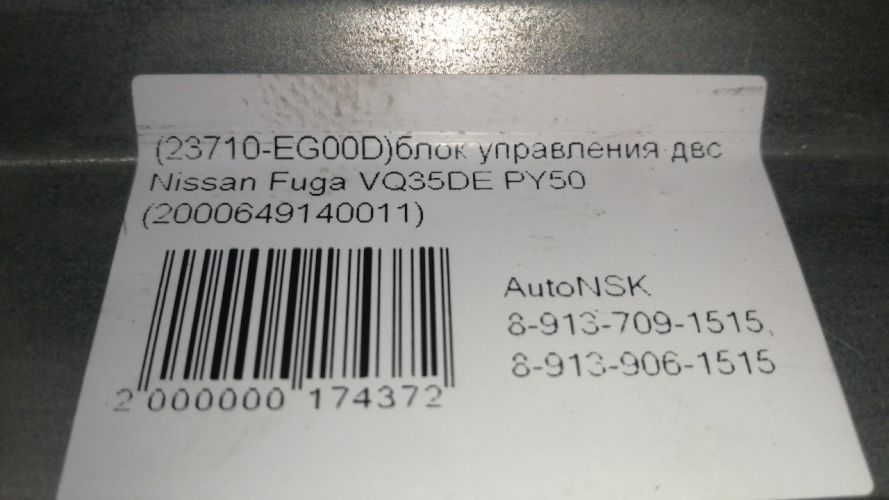 (23710-EG00D)блок управления двс
Nissan Fuga VQ35DE PY50
(2000649140011)
AutoNSK
8-913-709-1515,
8-913-906-1515
2 000000 174372